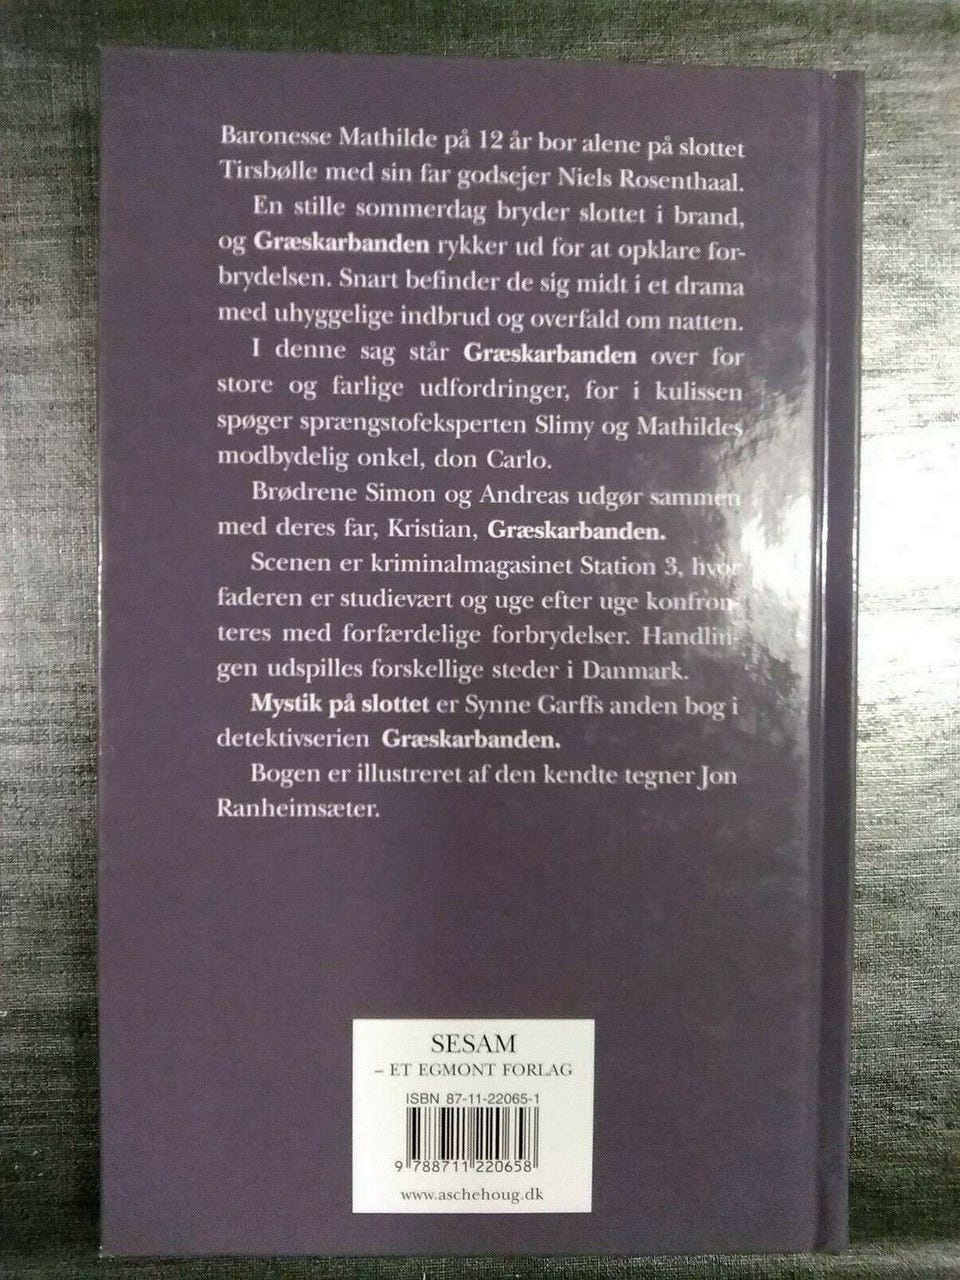 Baronesse Mathilde på 12 år bor alene på slottet
Tirsbølle med sin far godsejer Niels Rosenthaal.
En stille sommerdag bryder slottet i brand,
og Græskarbanden rykker ud for at opklare for-
brydelsen. Snart befinder de sig midt i et drama
med uhyggelige indbrud og overfald om natten.
I denne sag står Græskarbanden over for
store og farlige udfordringer, for i kulissen
spøger sprængstofeksperten Slimy og Mathildes
modbydelig onkel, don Carlo.
Brødrene Simon og Andreas udgør sammen
med deres far, Kristian, Græskarbanden.
Scenen er kriminalmagasinet Station 3, hvor
faderen er studievært og uge efter uge konfron-
teres med forfærdelige forbrydelser. Handlin-
gen udspilles forskellige steder i Danmark.
Mystik på slottet er Synne Garffs anden bog i
detektivserien Græskarbanden.
Bogen er illustreret af den kendte tegner Jon
Ranheimsæter.
SESAM
– ET EGMONT FORLAG
ISBN 87-11-22065-1
9 788711 220658
www.aschehoug.dk